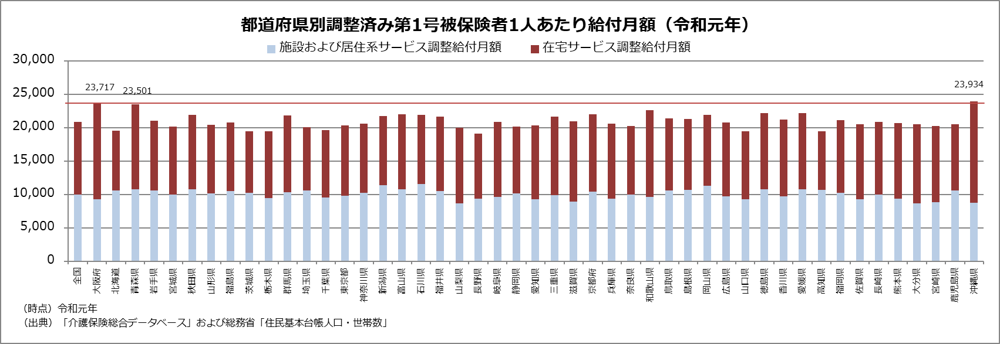 都道府県別調整済み第1号被保険者1人あたり給付月額（令和元年）
施設および居住系サービス調整給付月額
在宅サービス調整給付月額
30,000
25,000
20,000
15,000
10,000
5,000
0
23,717
23,501
23,934
全国
大阪府
北海道
青森県
岩手県
宮城県
秋田県
山形県
福島県
茨城県
栃木県
群馬県
埼玉県
千葉県
東京都
神奈川県
新潟県
富山県
石川県
福井県
山梨県
長野県
岐阜県
静岡県
愛知県
三重県
滋賀県
京都府
兵庫県
奈良県
和歌山県
鳥取県
島根県
岡山県
広島県
山口県
徳島県
香川県
愛媛県
高知県
福岡県
佐賀県
長崎県
熊本県
大分県
宮崎県
鹿児島県
沖縄県
（時点）令和元年
（出典）「介護保険総合データベース」および総務省「住民基本台帳人口・世帯数」